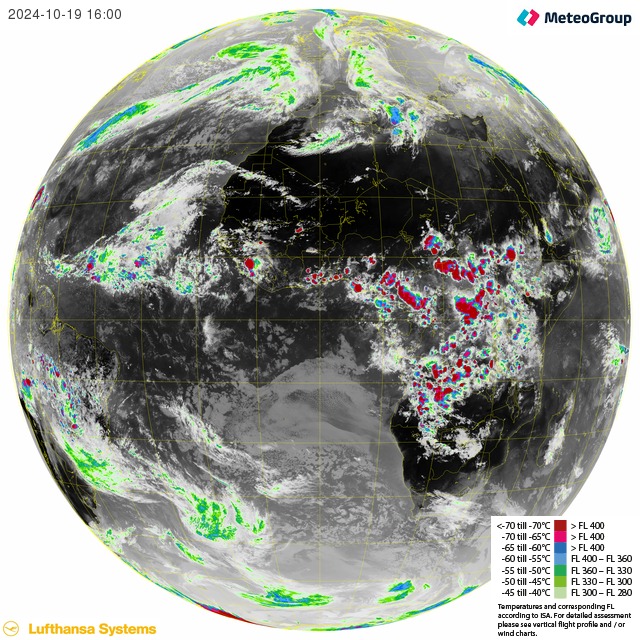 2024-10-19 16:00
MeteoGroup
<-70 till -70°C > FL 400
-70 till -65°C > FL 400
-65 till -60°C > FL 400
-60 till -55°C FL 400 – FL 360
-55 till -50°C FL 360 – FL 330
-50 till -45°C FL 330 – FL 300
-45 till -40°C FL 300 – FL 280
Temperatures and corresponding FL
according to ISA. For detailed assessment
please see vertical flight profile and / or
wind charts.
Lufthansa Systems